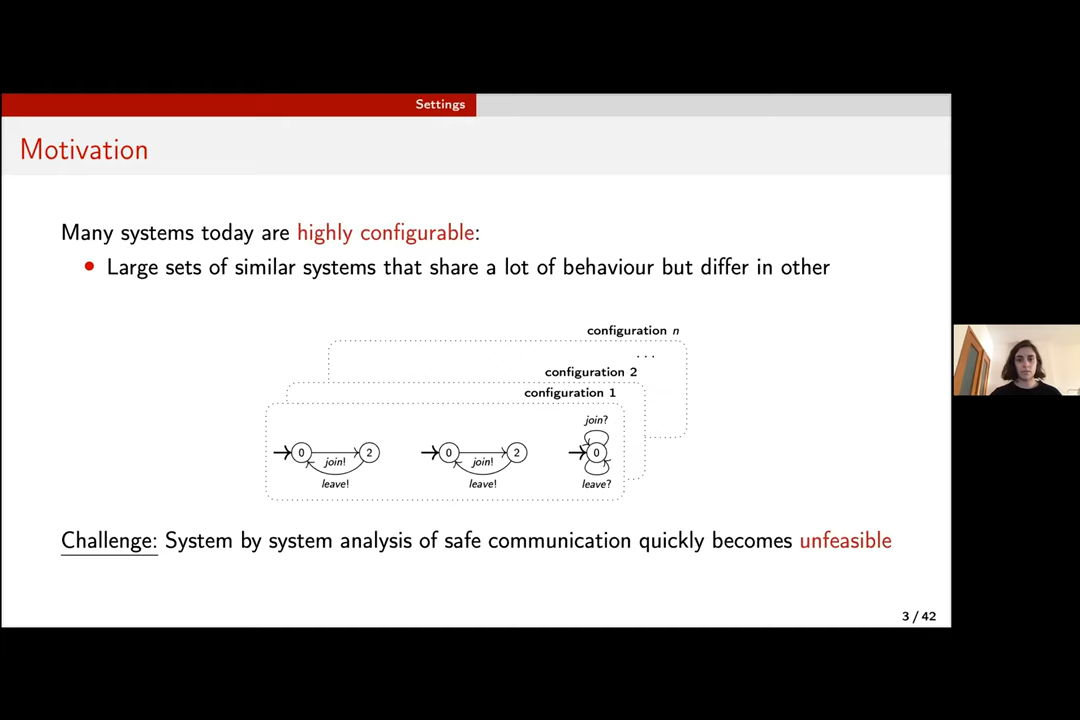 Settings
Motivation
Many systems today are highly configurable:
• Large sets of similar systems that share a lot of behaviour but differ in other
configuration n
...
configuration 2
configuration 1
join?
0 2 0 2 0
join! join!
leave! leave! leave?
Challenge: System by system analysis of safe communication quickly becomes unfeasible
3 / 42